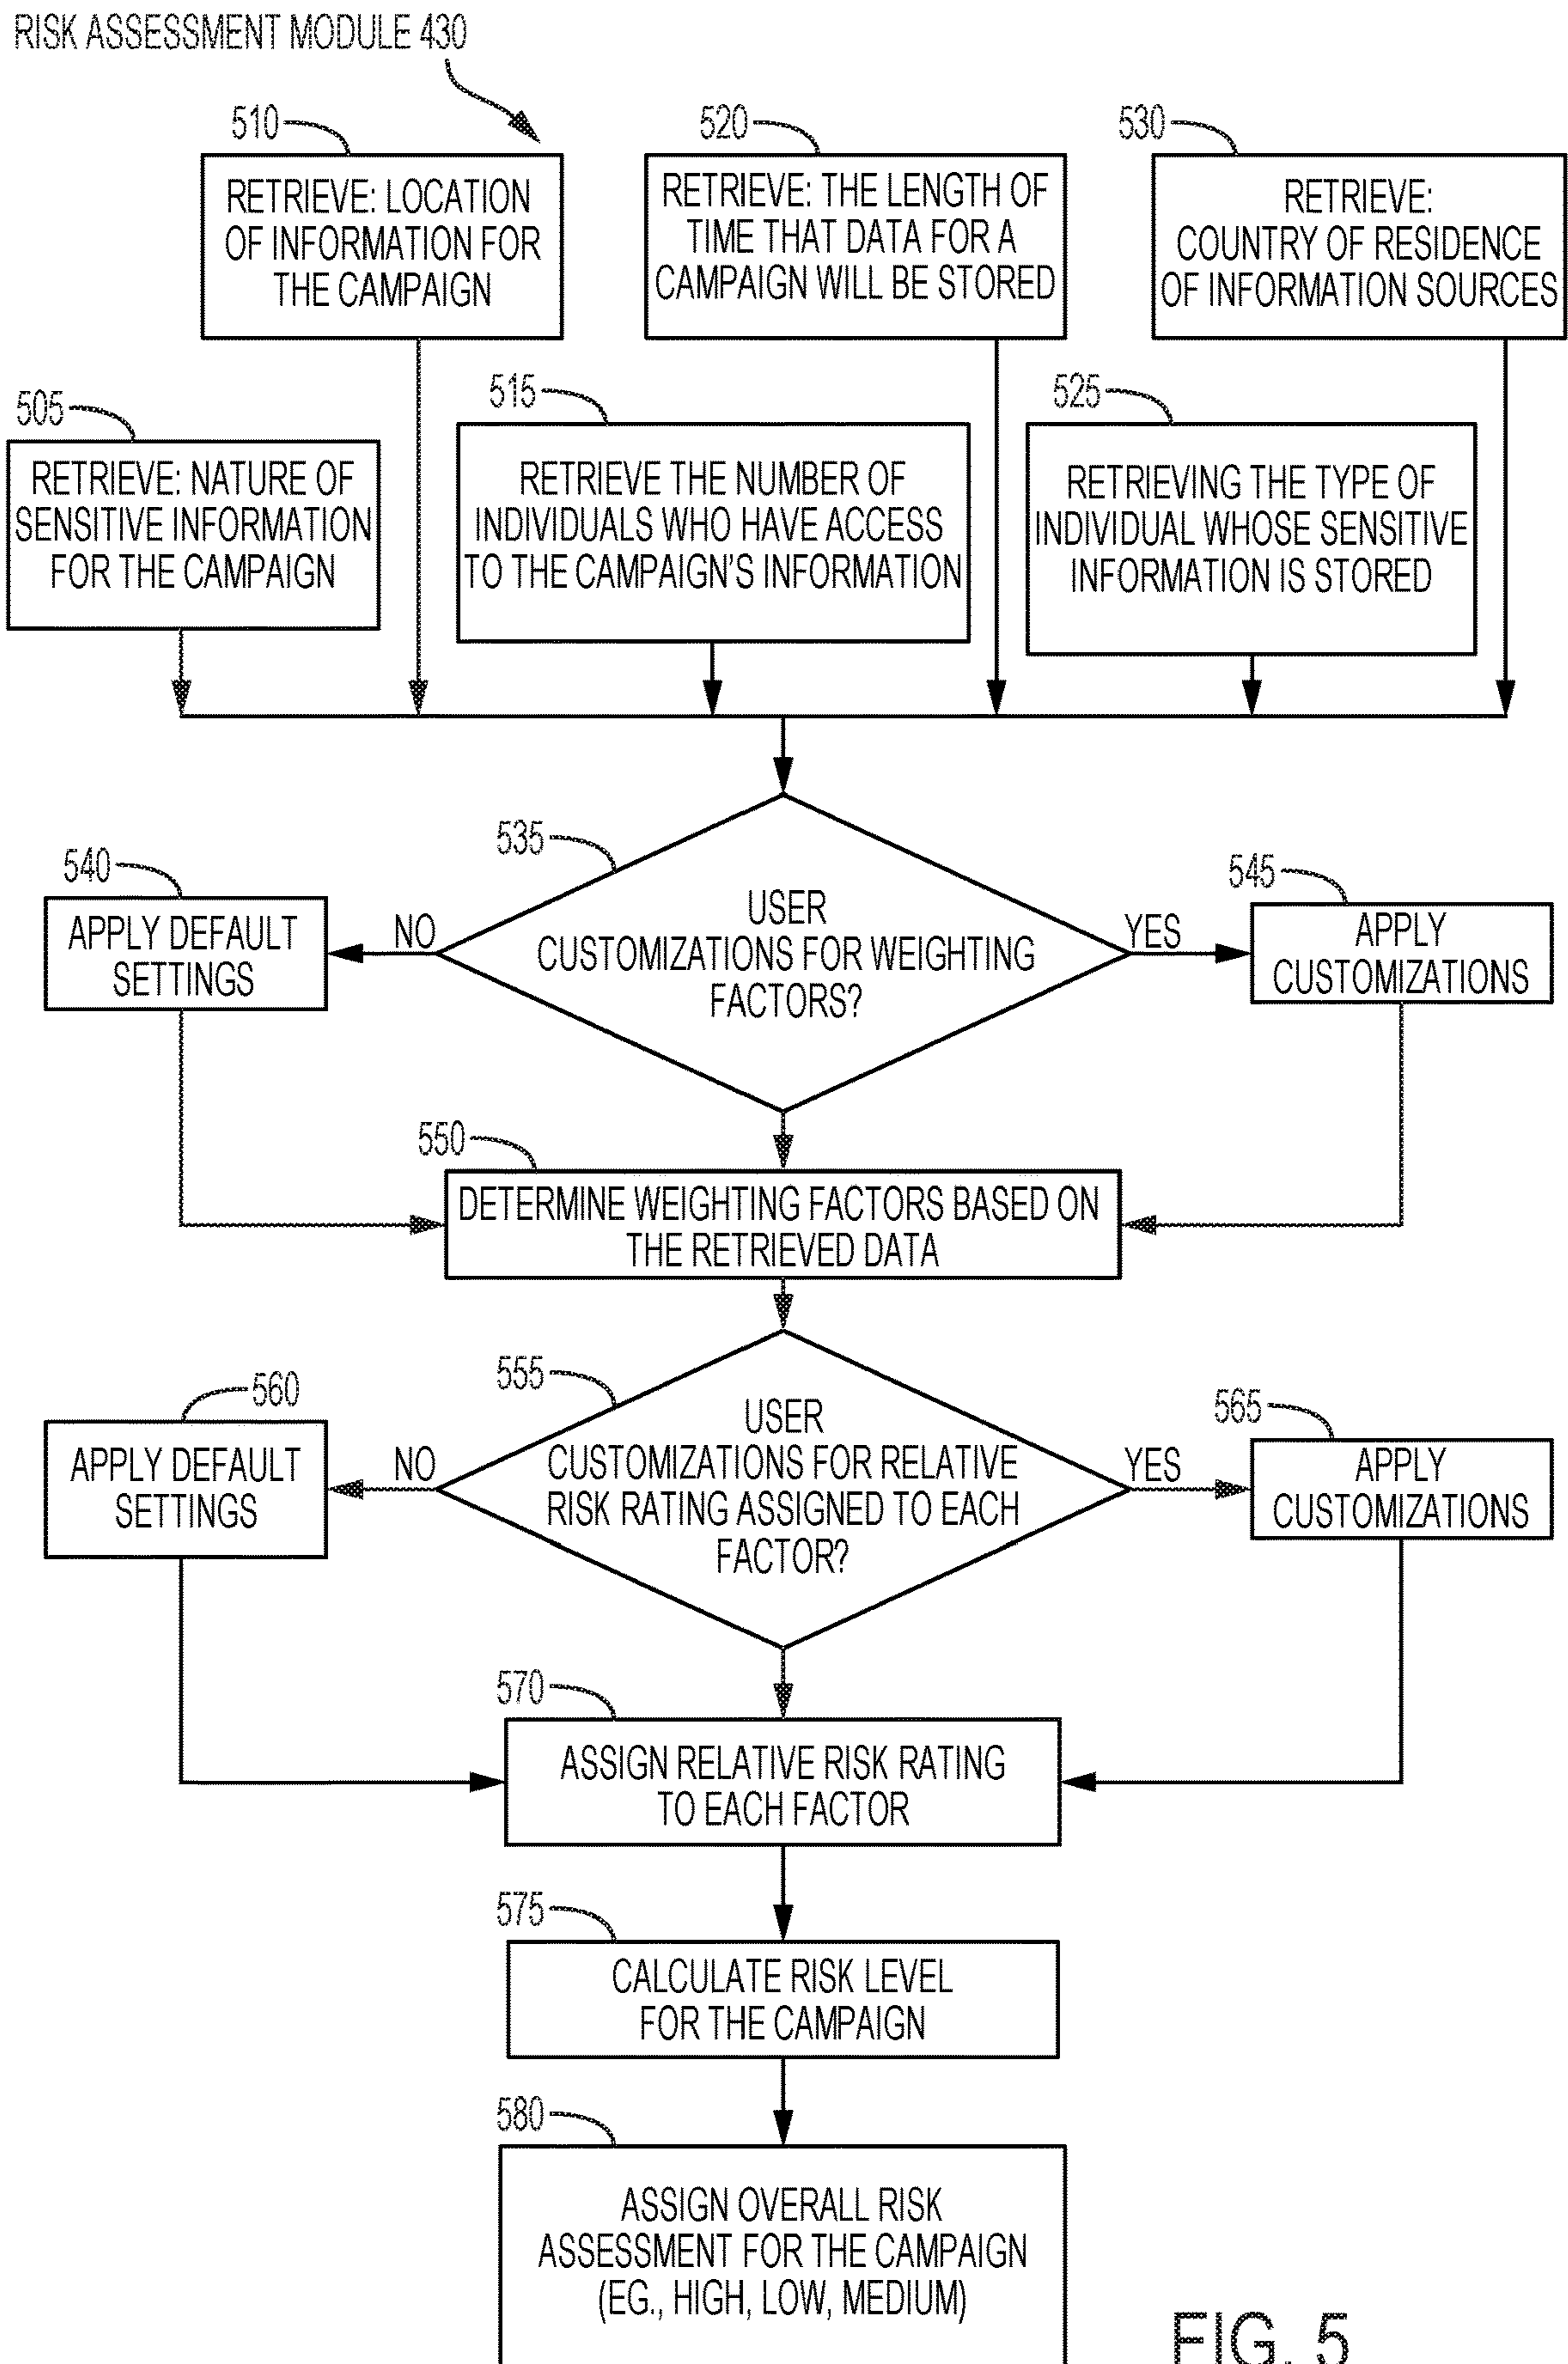 RISK ASSESSMENT MODULE 430
510
RETRIEVE: LOCATION
OF INFORMATION FOR
THE CAMPAIGN
520
RETRIEVE: THE LENGTH OF
TIME THAT DATA FOR A
CAMPAIGN WILL BE STORED
530
RETRIEVE:
COUNTRY OF RESIDENCE
OF INFORMATION SOURCES
505
RETRIEVE: NATURE OF
SENSITIVE INFORMATION
FOR THE CAMPAIGN
515
RETRIEVE THE NUMBER OF
INDIVIDUALS WHO HAVE ACCESS
TO THE CAMPAIGN'S INFORMATION
525
RETRIEVING THE TYPE OF
INDIVIDUAL WHOSE SENSITIVE
INFORMATION IS STORED
535
USER
CUSTOMIZATIONS FOR WEIGHTING
FACTORS?
NO
540
APPLY DEFAULT
SETTINGS
YES
545
APPLY
CUSTOMIZATIONS
550
DETERMINE WEIGHTING FACTORS BASED ON
THE RETRIEVED DATA
555
USER
CUSTOMIZATIONS FOR RELATIVE
RISK RATING ASSIGNED TO EACH
FACTOR?
NO
560
APPLY DEFAULT
SETTINGS
YES
565
APPLY
CUSTOMIZATIONS
570
ASSIGN RELATIVE RISK RATING
TO EACH FACTOR
575
CALCULATE RISK LEVEL
FOR THE CAMPAIGN
580
ASSIGN OVERALL RISK
ASSESSMENT FOR THE CAMPAIGN
(EG., HIGH, LOW, MEDIUM)
FIG. 5